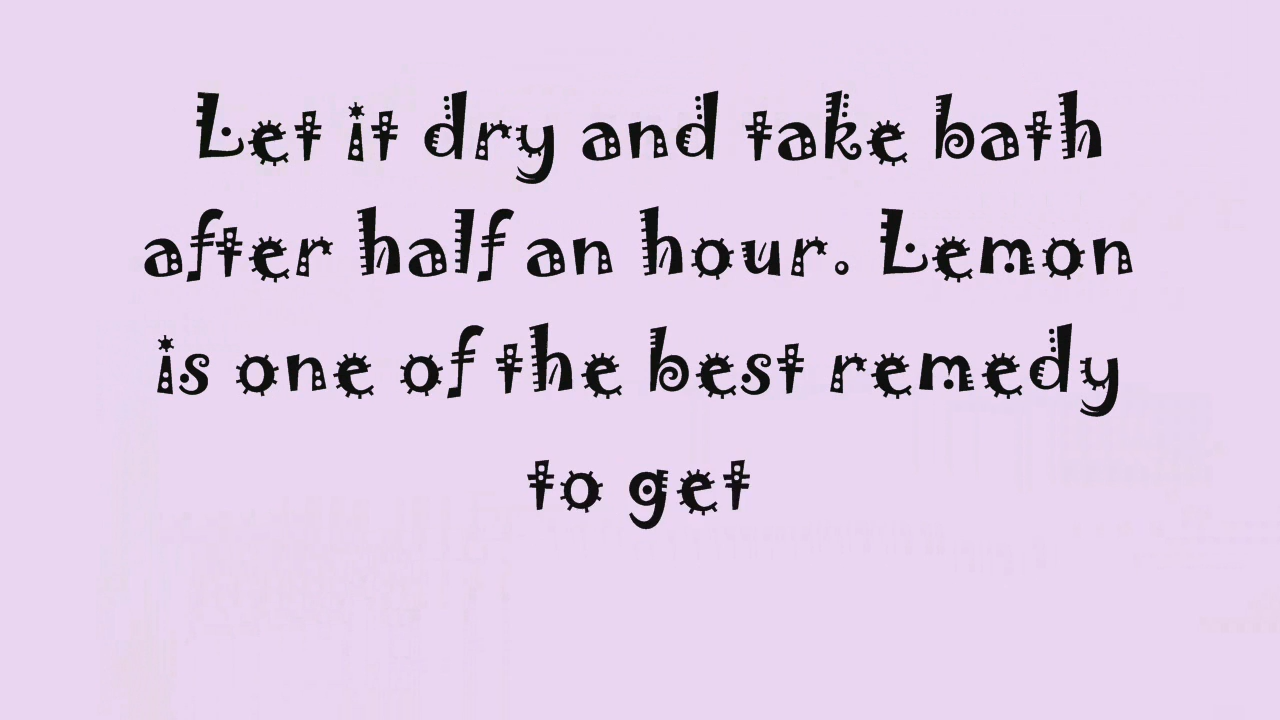 Let it dry and take bath
after half an hour. Lemon
is one of the best remedy
to get